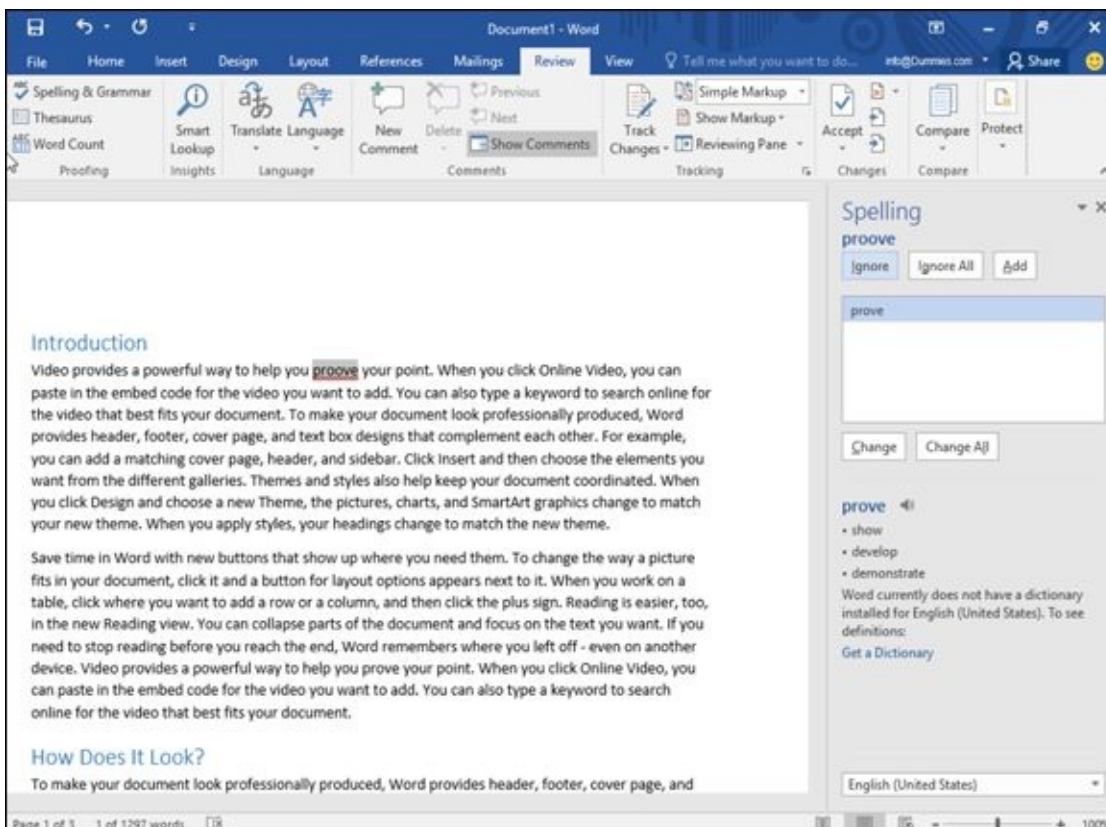 Document1 - Word
File Home Insert Design Layout References Mailings Review View Tell me what you want to do... info@Dummies.com Share
Spelling & Grammar
Thesaurus
Word Count
Proofing
Smart Lookup
Insights
Translate Language
Language
New Comment
Delete
Previous
Next
Show Comments
Comments
Track Changes
Simple Markup
Show Markup
Reviewing Pane
Tracking
Accept
Changes
Compare
Compare
Protect
Introduction
Video provides a powerful way to help you proove your point. When you click Online Video, you can
paste in the embed code for the video you want to add. You can also type a keyword to search online for
the video that best fits your document. To make your document look professionally produced, Word
provides header, footer, cover page, and text box designs that complement each other. For example,
you can add a matching cover page, header, and sidebar. Click Insert and then choose the elements you
want from the different galleries. Themes and styles also help keep your document coordinated. When
you click Design and choose a new Theme, the pictures, charts, and SmartArt graphics change to match
your new theme. When you apply styles, your headings change to match the new theme.
Save time in Word with new buttons that show up where you need them. To change the way a picture
fits in your document, click it and a button for layout options appears next to it. When you work on a
table, click where you want to add a row or a column, and then click the plus sign. Reading is easier, too,
in the new Reading view. You can collapse parts of the document and focus on the text you want. If you
need to stop reading before you reach the end, Word remembers where you left off - even on another
device. Video provides a powerful way to help you prove your point. When you click Online Video, you
can paste in the embed code for the video you want to add. You can also type a keyword to search
online for the video that best fits your document.
How Does It Look?
To make your document look professionally produced, Word provides header, footer, cover page, and
Spelling
proove
Ignore Ignore All Add
prove
Change Change All
prove
• show
• develop
• demonstrate
Word currently does not have a dictionary
installed for English (United States). To see
definitions:
Get a Dictionary
English (United States)
Page 1 of 3 1 of 1297 words 100%